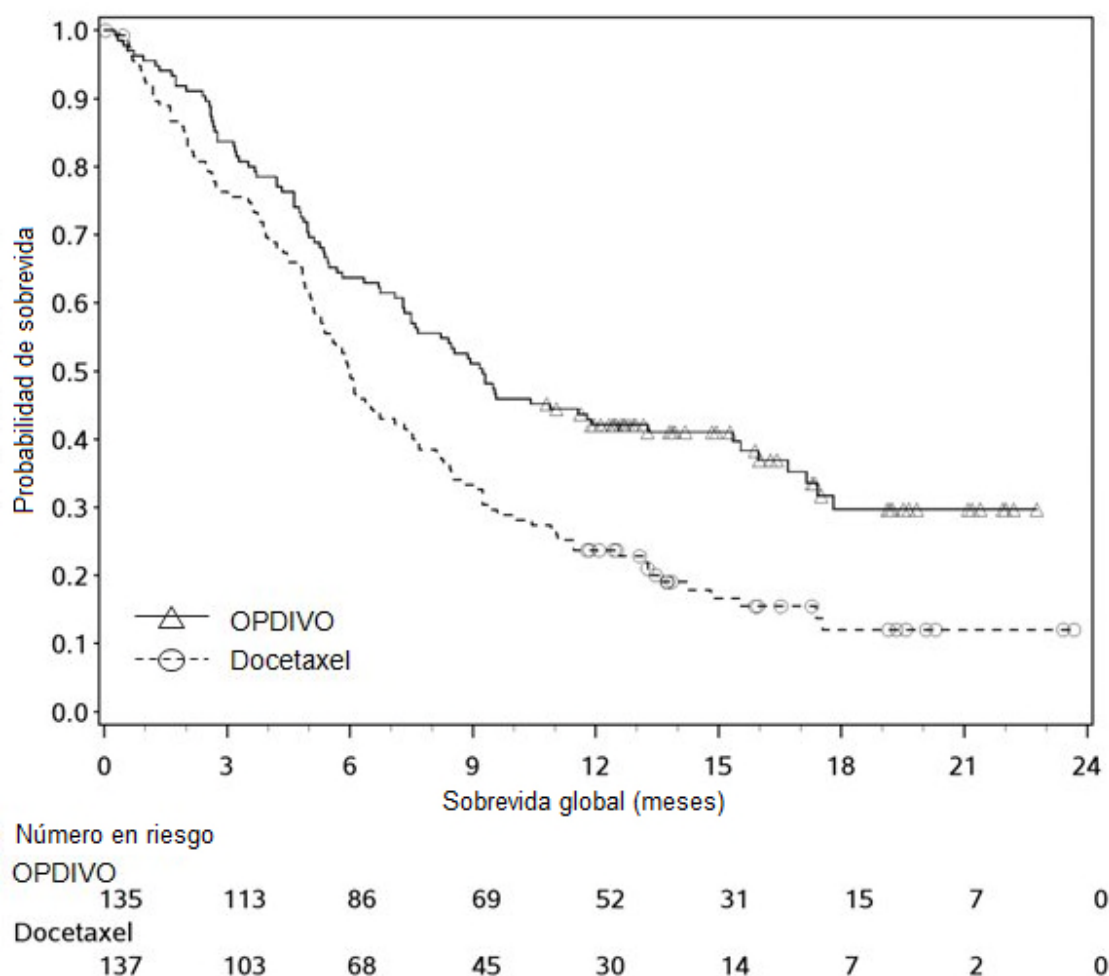 1.0
0.9
0.8
0.7
0.6
0.5
0.4
0.3
0.2
0.1
0.0
Probabilidad de sobrevida
OPDIVO
Docetaxel
0 3 6 9 12 15 18 21 24
Sobrevida global (meses)
Número en riesgo
OPDIVO
135 113 86 69 52 31 15 7 0
Docetaxel
137 103 68 45 30 14 7 2 0